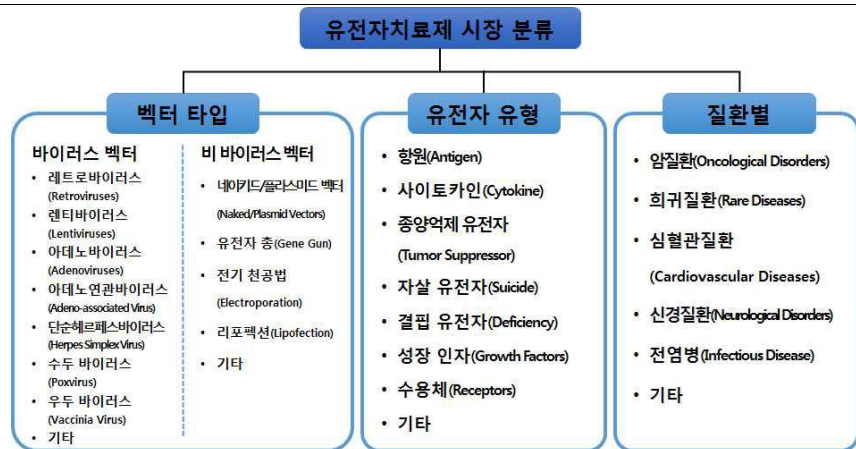 유전자치료제 시장 분류
벡터 타입
바이러스 벡터
• 레트로바이러스
(Retroviruses)
• 렌티바이러스
(Lentiviruses)
• 아데노바이러스
(Adenoviruses)
• 아데노연관바이러스
(Adeno-associated Virus)
• 단순헤르페스바이러스
(Herpes Simplex Virus)
• 수두 바이러스
(Poxvirus)
• 우두 바이러스
(Vaccinia Virus)
• 기타
비 바이러스 벡터
• 네이키드/플라스미드 벡터
(Naked/Plasmid Vectors)
• 유전자 총(Gene Gun)
• 전기 천공법
(Electroporation)
• 리포펙션(Lipofection)
• 기타
유전자 유형
• 항원(Antigen)
• 사이토카인(Cytokine)
• 종양억제 유전자
(Tumor Suppressor)
• 자살 유전자(Suicide)
• 결핍 유전자(Deficiency)
• 성장 인자(Growth Factors)
• 수용체(Receptors)
• 기타
질환별
• 암질환(Oncological Disorders)
• 희귀질환(Rare Diseases)
• 심혈관질환
(Cardiovascular Diseases)
• 신경질환(Neurological Disorders)
• 전염병(Infectious Disease)
• 기타